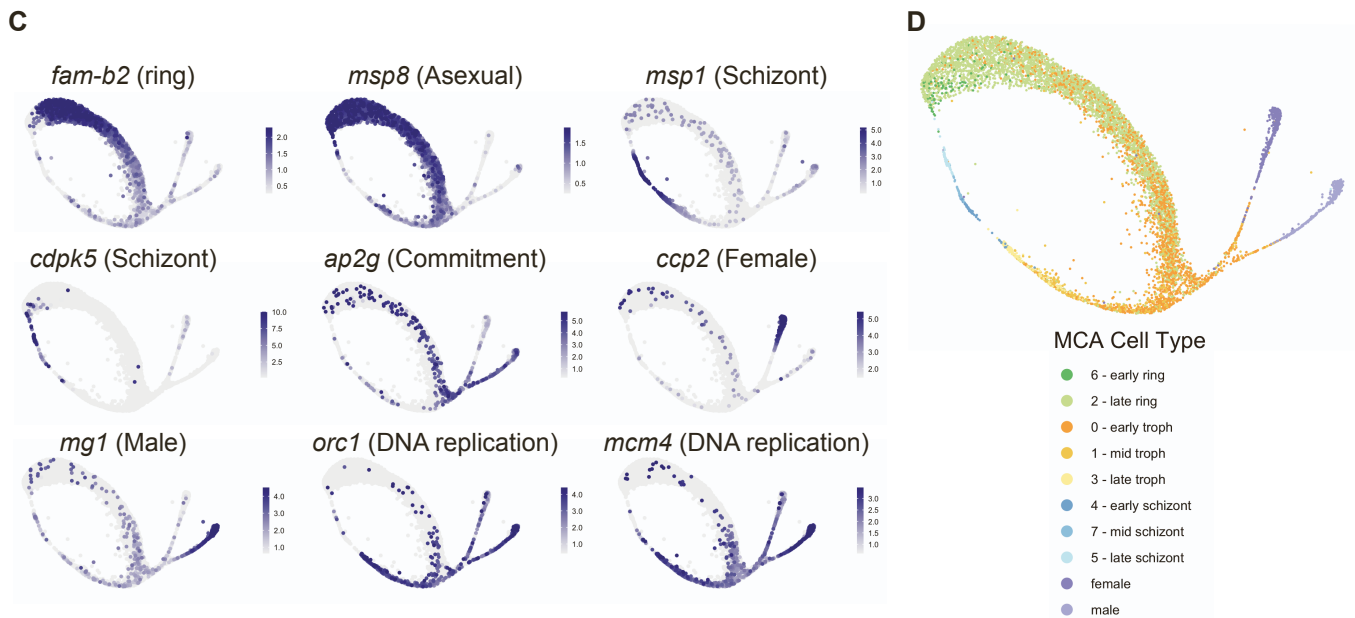 C
D
fam-b2 (ring)
msp8 (Asexual)
msp1 (Schizont)
2.0
1.5
1.0
0.5
1.5
1.0
0.5
5.0
4.0
3.0
2.0
1.0
cdpk5 (Schizont)
ap2g (Commitment)
ccp2 (Female)
10.0
7.5
5.0
2.5
5.0
4.0
3.0
2.0
1.0
5.0
4.0
3.0
2.0
mg1 (Male)
orc1 (DNA replication)
mcm4 (DNA replication)
4.0
3.0
2.0
1.0
4.0
3.0
2.0
1.0
3.0
2.5
2.0
1.5
1.0
MCA Cell Type
6 - early ring
2 - late ring
0 - early troph
1 - mid troph
3 - late troph
4 - early schizont
7 - mid schizont
5 - late schizont
female
male